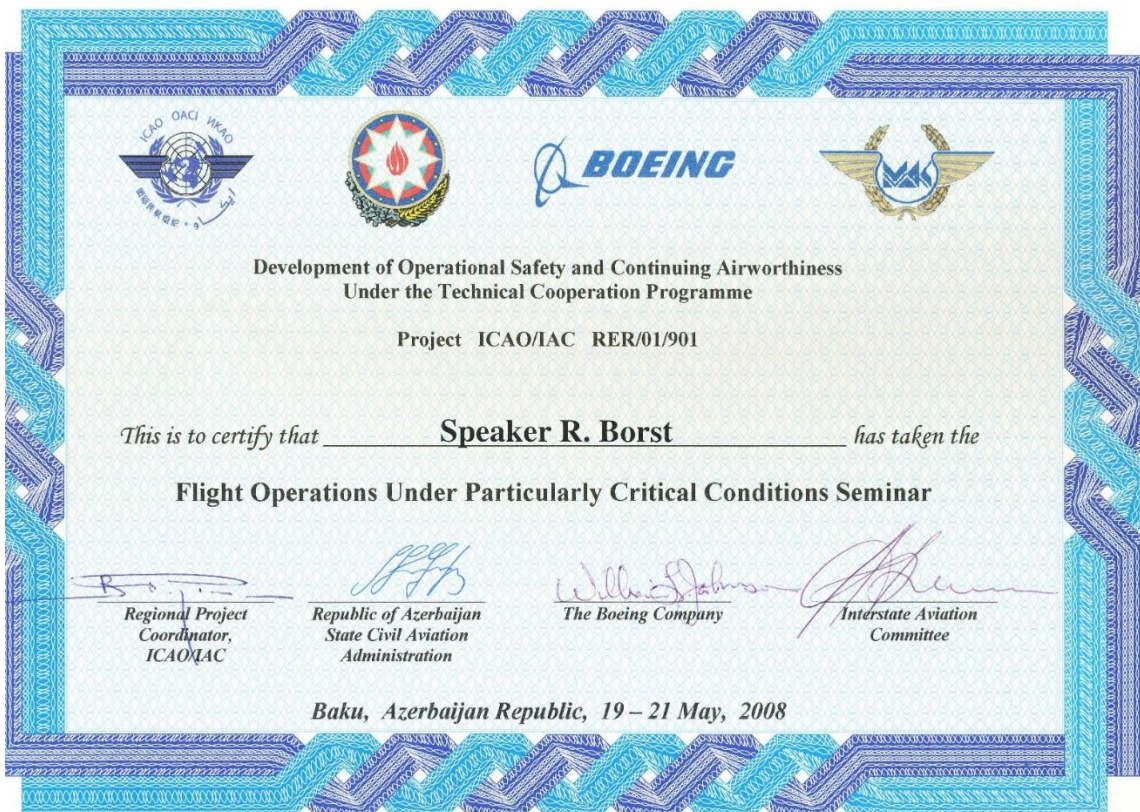 ICAO OACI ИКАО
BOEING
МАК
Development of Operational Safety and Continuing Airworthiness
Under the Technical Cooperation Programme
Project ICAO/IAC RER/01/901
This is to certify that Speaker R. Borst has taken the
Flight Operations Under Particularly Critical Conditions Seminar
William Johnson
Regional Project
Coordinator,
ICAO/IAC
Republic of Azerbaijan
State Civil Aviation
Administration
The Boeing Company
Interstate Aviation
Committee
Baku, Azerbaijan Republic, 19 – 21 May, 2008